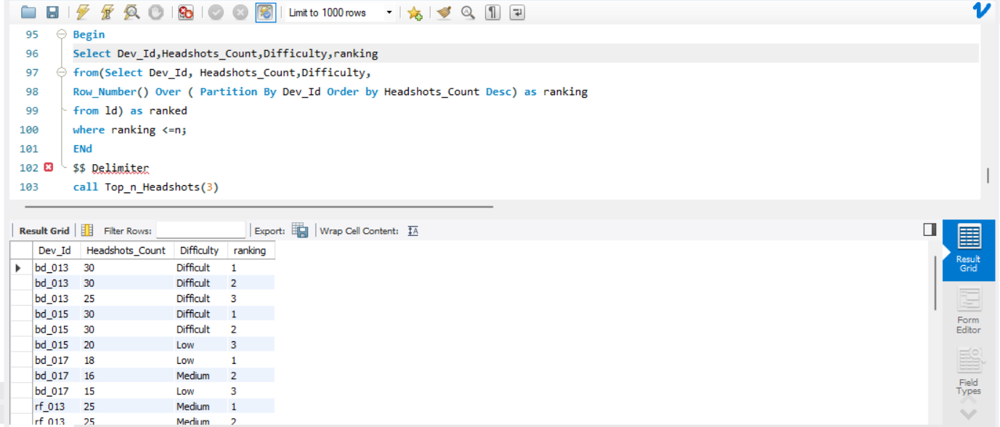 Limit to 1000 rows
95 Begin
96 Select Dev_Id,Headshots_Count,Difficulty,ranking
97 from(Select Dev_Id, Headshots_Count,Difficulty,
98 Row_Number() Over ( Partition By Dev_Id Order by Headshots_Count Desc) as ranking
99 from ld) as ranked
100 where ranking <=n;
101 ENd
102 $$ Delimiter
103 call Top_n_Headshots(3)
Result Grid Filter Rows: Export: Wrap Cell Content: IA
Dev_Id Headshots_Count Difficulty ranking
bd_013 30 Difficult 1
bd_013 30 Difficult 2
bd_013 25 Difficult 3
bd_015 30 Difficult 1
bd_015 30 Difficult 2
bd_015 20 Low 3
bd_017 18 Low 1
bd_017 16 Medium 2
bd_017 15 Low 3
rf_013 25 Medium 1
rf_013 25 Medium 2
Result
Grid
Form
Editor
Field
Types